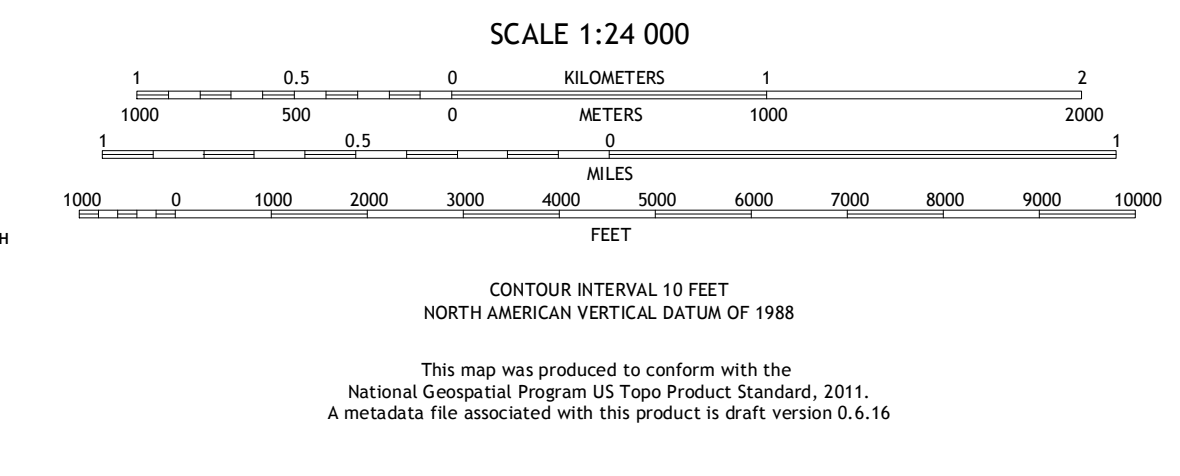 SCALE 1:24 000
1 0.5 0 KILOMETERS 1 2
1000 500 0 METERS 1000 2000
1 0.5 0 1
MILES
1000 0 1000 2000 3000 4000 5000 6000 7000 8000 9000 10000
FEET
H
CONTOUR INTERVAL 10 FEET
NORTH AMERICAN VERTICAL DATUM OF 1988
This map was produced to conform with the
National Geospatial Program US Topo Product Standard, 2011.
A metadata file associated with this product is draft version 0.6.16